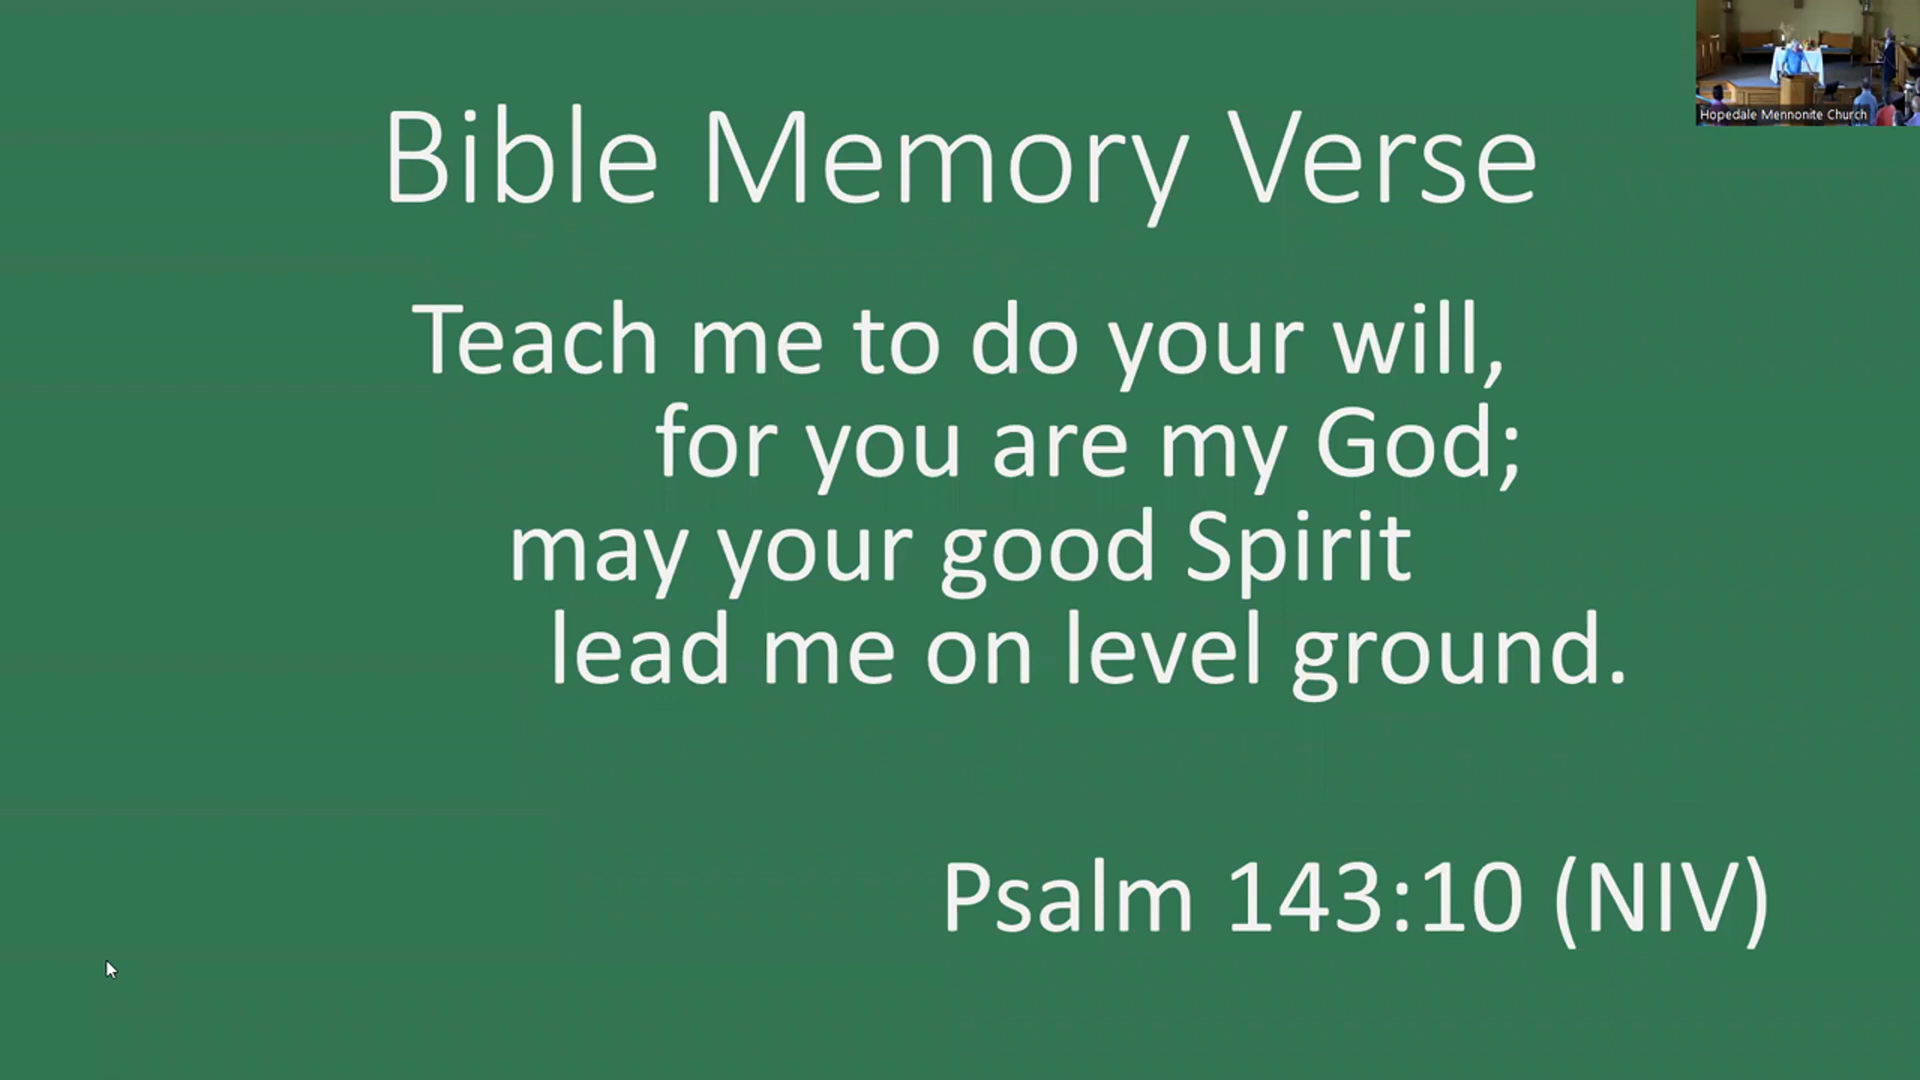 Bible Memory Verse
Hopedale Mennonite Church
Teach me to do your will,
for you are my God;
may your good Spirit
lead me on level ground.
Psalm 143:10 (NIV)